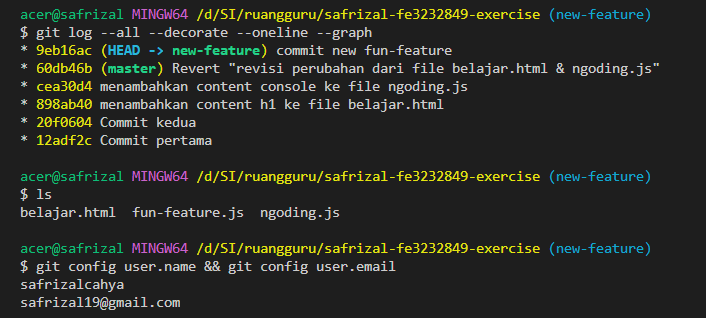 acer@safrizal MINGW64 /d/SI/ruangguru/safrizal-fe3232849-exercise (new-feature)
$ git log --all --decorate --oneline --graph
* 9eb16ac (HEAD -> new-feature) commit new fun-feature
* 60db46b (master) Revert "revisi perubahan dari file belajar.html & ngoding.js"
* cea30d4 menambahkan content console ke file ngoding.js
* 898ab40 menambahkan content h1 ke file belajar.html
* 20f0604 Commit kedua
* 12adf2c Commit pertama
acer@safrizal MINGW64 /d/SI/ruangguru/safrizal-fe3232849-exercise (new-feature)
$ ls
belajar.html  fun-feature.js  ngoding.js
acer@safrizal MINGW64 /d/SI/ruangguru/safrizal-fe3232849-exercise (new-feature)
$ git config user.name && git config user.email
safrizalcahya
safrizal19@gmail.com